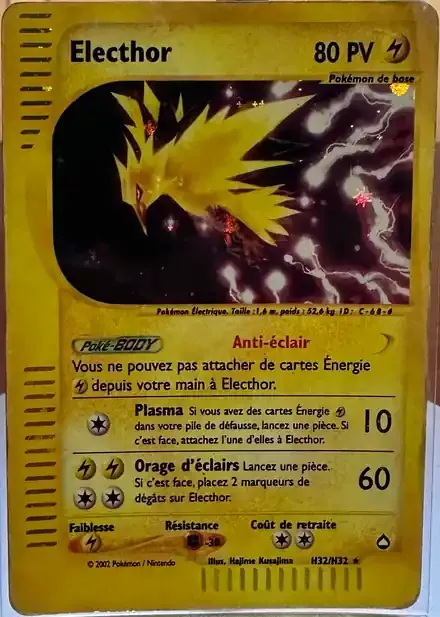 Electhor 80 PV
Pokémon de base
Pokémon Électrique. Taille : 1,6 m, poids : 52,6 kg ID : C-68-#
Poké-BODY Anti-éclair
Vous ne pouvez pas attacher de cartes Énergie
depuis votre main à Electhor.
Plasma Si vous avez des cartes Énergie
dans votre pile de défausse, lancez une pièce. Si
c'est face, attachez l'une d'elles à Electhor.
10
Orage d'éclairs Lancez une pièce.
Si c'est face, placez 2 marqueurs de
dégâts sur Electhor.
60
Faiblesse Résistance Coût de retraite
-30
© 2002 Pokémon / Nintendo Illus. Hajime Kusajima H32/H32 ★